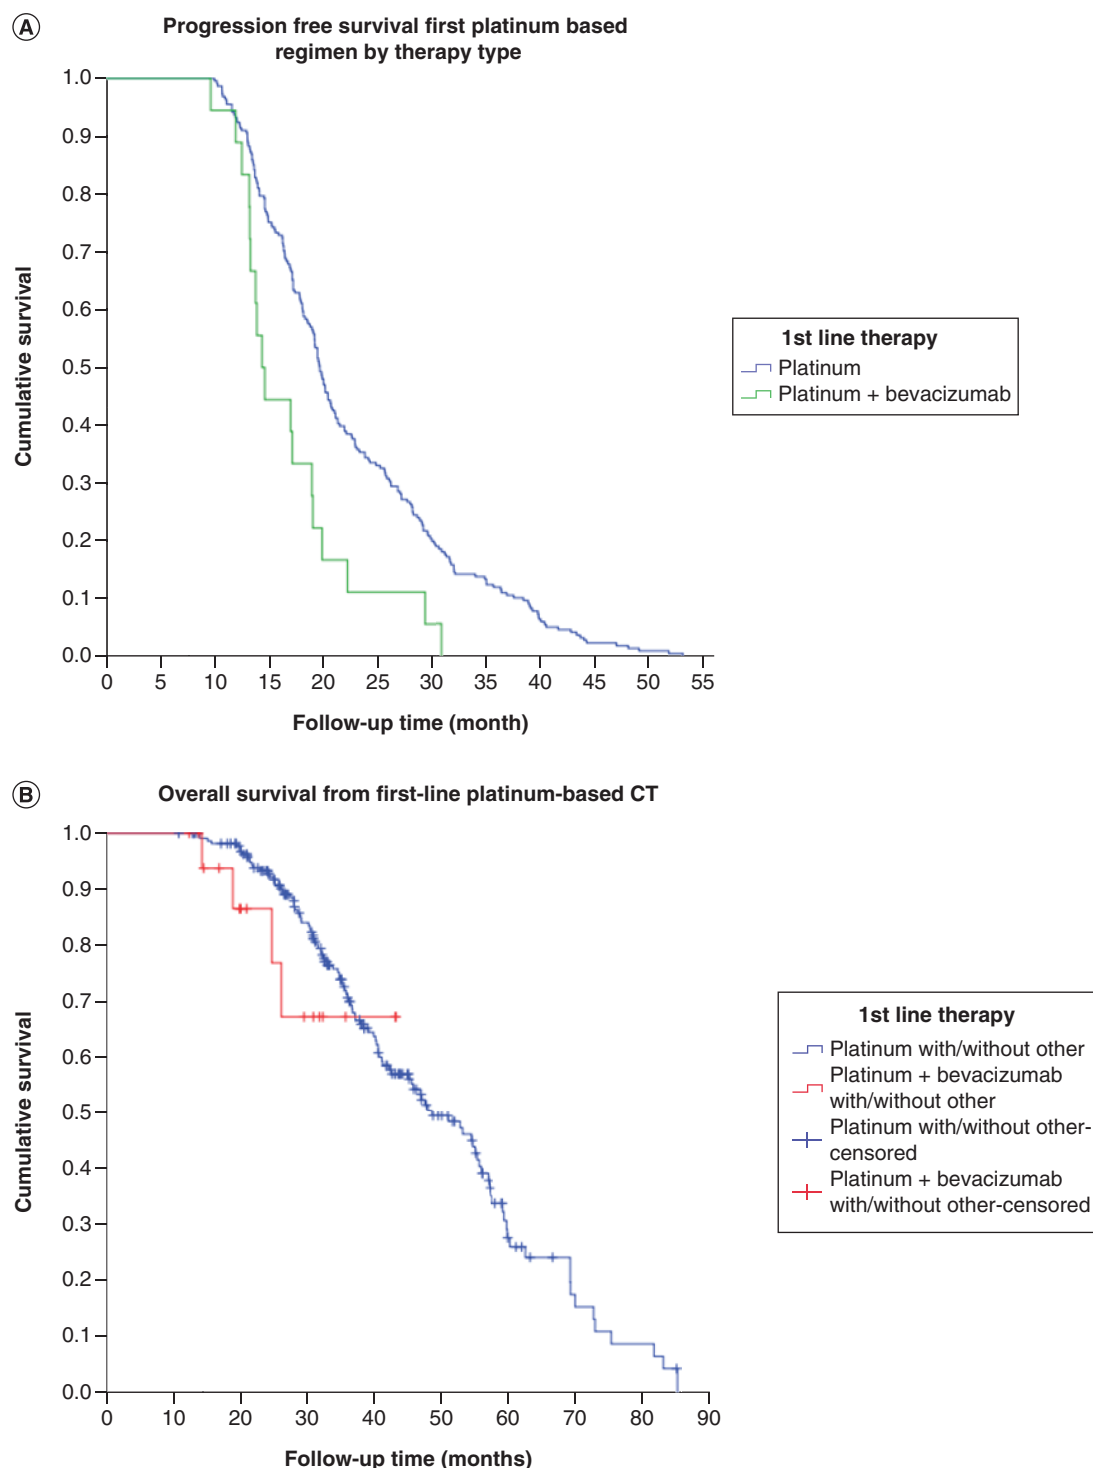 A
Progression free survival first platinum based
regimen by therapy type
1.0
0.9
0.8
0.7
0.6
0.5
0.4
0.3
0.2
0.1
0.0
Cumulative survival
0 5 10 15 20 25 30 35 40 45 50 55
Follow-up time (month)
1st line therapy
Platinum
Platinum + bevacizumab
B
Overall survival from first-line platinum-based CT
1.0
0.9
0.8
0.7
0.6
0.5
0.4
0.3
0.2
0.1
0.0
Cumulative survival
0 10 20 30 40 50 60 70 80 90
Follow-up time (months)
1st line therapy
Platinum with/without other
Platinum + bevacizumab
with/without other
Platinum with/without other-
censored
Platinum + bevacizumab
with/without other-censored